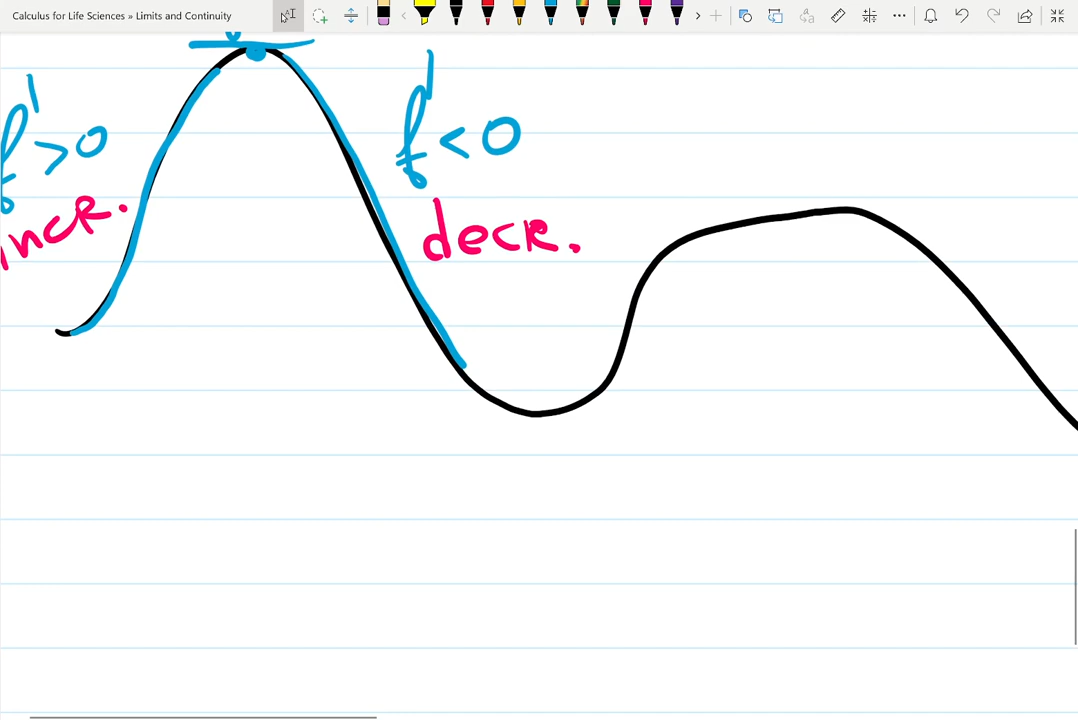 Calculus for Life Sciences » Limits and Continuity
f' > 0
f' < 0
incr.
decr.